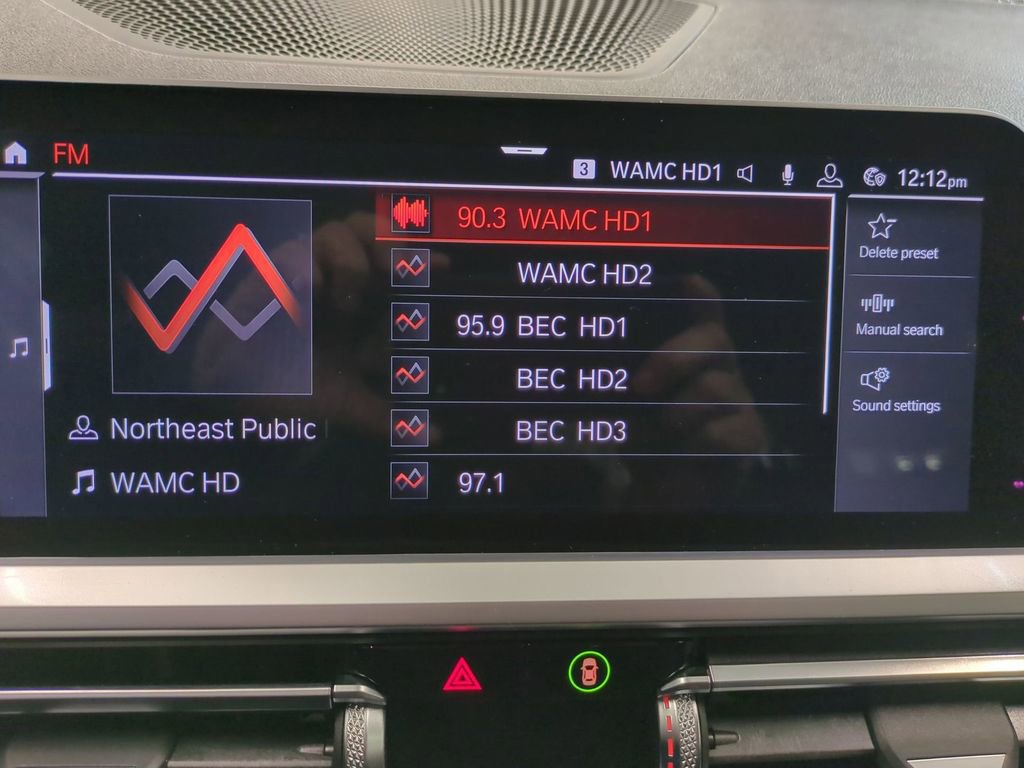 FM
3 WAMC HD1
12:12pm
90.3 WAMC HD1
WAMC HD2
95.9 BEC HD1
BEC HD2
BEC HD3
97.1
Northeast Public
WAMC HD
Delete preset
Manual search
Sound settings